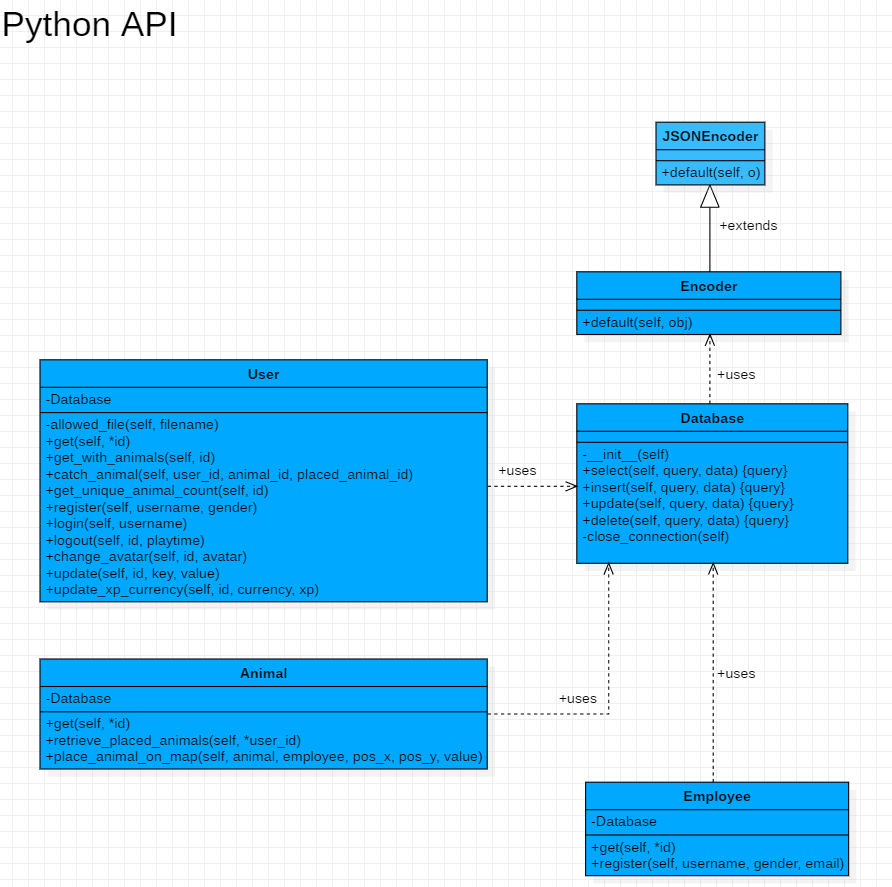 Python API
JSONEncoder
+default(self, o)
+extends
Encoder
+default(self, obj)
+uses
User
-Database
-allowed_file(self, filename)
+get(self, *id)
+get_with_animals(self, id)
+catch_animal(self, user_id, animal_id, placed_animal_id)
+get_unique_animal_count(self, id)
+register(self, username, gender)
+login(self, username)
+logout(self, id, playtime)
+change_avatar(self, id, avatar)
+update(self, id, key, value)
+update_xp_currency(self, id, currency, xp)
+uses
Database
-__init__(self)
+select(self, query, data) {query}
+insert(self, query, data) {query}
+update(self, query, data) {query}
+delete(self, query, data) {query}
-close_connection(self)
Animal
-Database
+get(self, *id)
+retrieve_placed_animals(self, *user_id)
+place_animal_on_map(self, animal, employee, pos_x, pos_y, value)
+uses
+uses
Employee
-Database
+get(self, *id)
+register(self, username, gender, email)